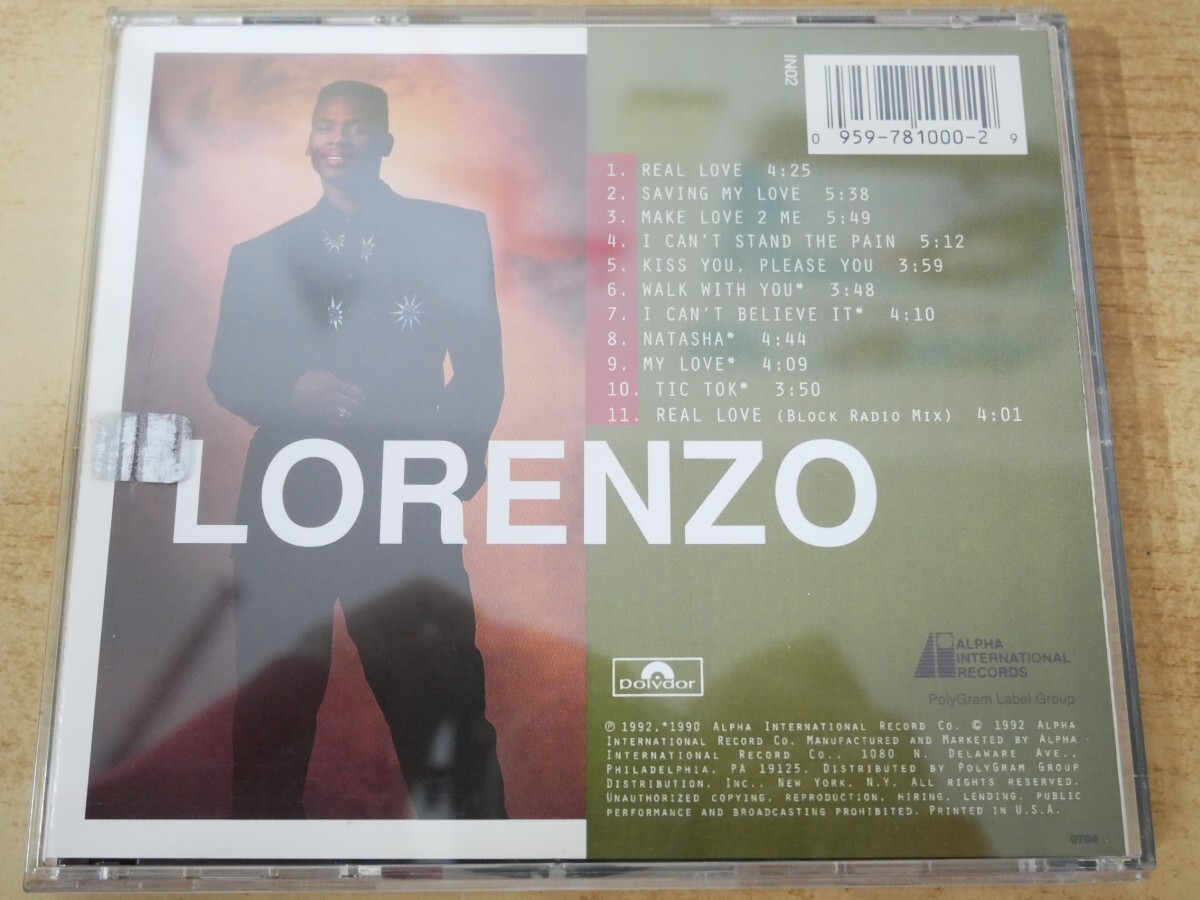 IN02
0 959-781000-2 9
1. REAL LOVE 4:25
2. SAVING MY LOVE 5:38
3. MAKE LOVE 2 ME 5:49
4. I CAN'T STAND THE PAIN 5:12
5. KISS YOU, PLEASE YOU 3:59
6. WALK WITH YOU* 3:48
7. I CAN'T BELIEVE IT* 4:10
8. NATASHA* 4:44
9. MY LOVE* 4:09
10. TIC TOK* 3:50
11. REAL LOVE (BLOCK RADIO MIX) 4:01
LORENZO
polydor
ALPHA
INTERNATIONAL
RECORDS
PolyGram Label Group
℗ 1992,*1990 ALPHA INTERNATIONAL RECORD CO. © 1992 ALPHA
INTERNATIONAL RECORD CO. MANUFACTURED AND MARKETED BY ALPHA
INTERNATIONAL RECORD CO., 1080 N. DELAWARE AVE.,
PHILADELPHIA, PA 19125. DISTRIBUTED BY POLYGRAM GROUP
DISTRIBUTION, INC., NEW YORK, N.Y. ALL RIGHTS RESERVED.
UNAUTHORIZED COPYING, REPRODUCTION, HIRING, LENDING, PUBLIC
PERFORMANCE AND BROADCASTING PROHIBITED. PRINTED IN U.S.A.
0704